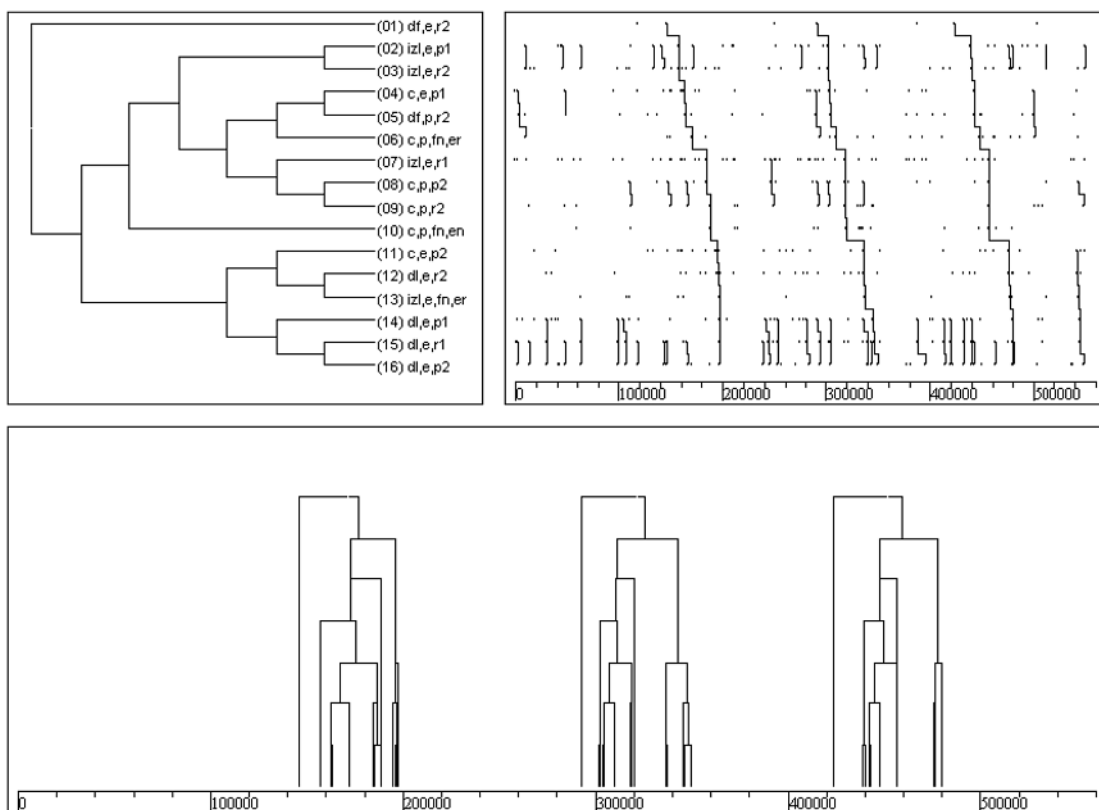 (01) df,e,r2
(02) izl,e,p1
(03) izl,e,r2
(04) c,e,p1
(05) df,p,r2
(06) c,p,fn,er
(07) izl,e,r1
(08) c,p,p2
(09) c,p,r2
(10) c,p,fn,en
(11) c,e,p2
(12) dl,e,r2
(13) izl,e,fn,er
(14) dl,e,p1
(15) dl,e,r1
(16) dl,e,p2
0 100000 200000 300000 400000 500000
0 100000 200000 300000 400000 500000